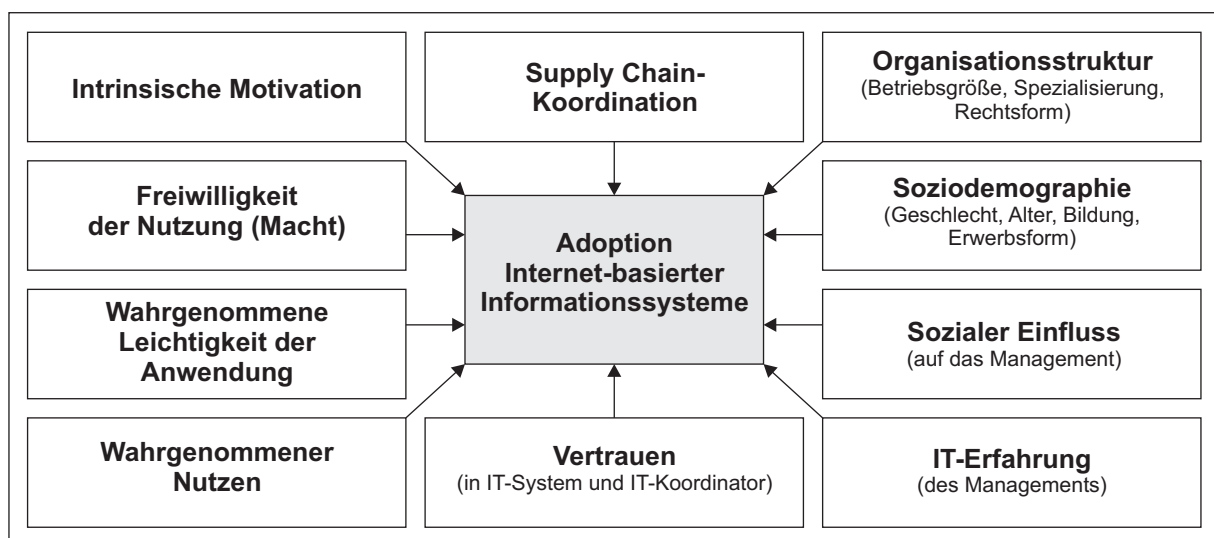 Intrinsische Motivation
Supply Chain-
Koordination
Organisationsstruktur
(Betriebsgröße, Spezialisierung,
Rechtsform)
Freiwilligkeit
der Nutzung (Macht)
Adoption
Internet-basierter
Informationssysteme
Soziodemographie
(Geschlecht, Alter, Bildung,
Erwerbsform)
Wahrgenommene
Leichtigkeit der
Anwendung
Sozialer Einfluss
(auf das Management)
Wahrgenommener
Nutzen
Vertrauen
(in IT-System und IT-Koordinator)
IT-Erfahrung
(des Managements)